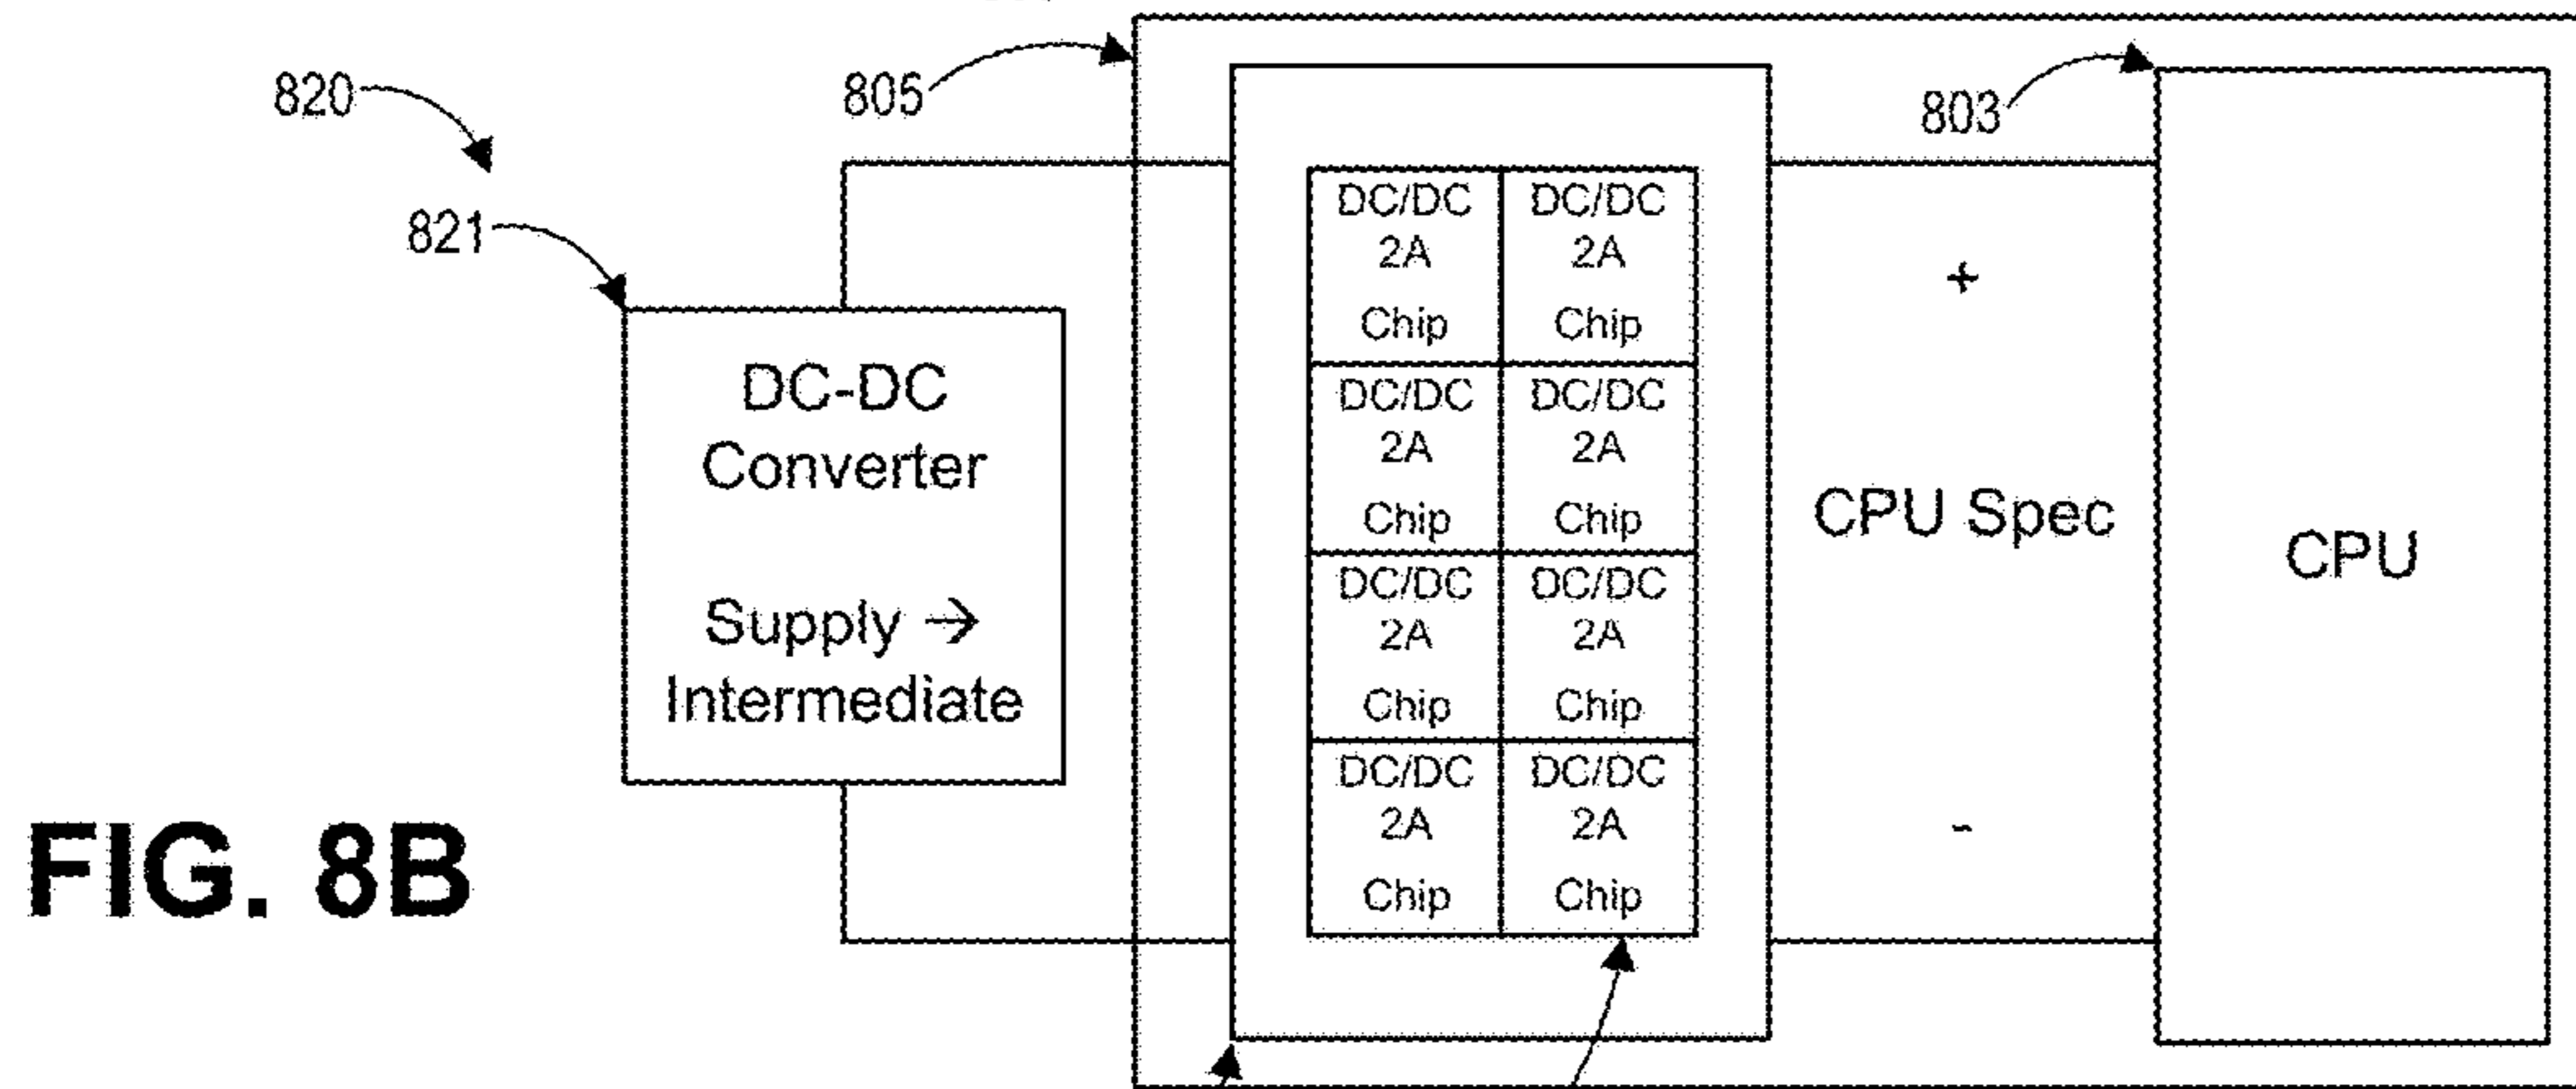 820
805
803
821
DC/DC DC/DC
2A 2A
Chip Chip
DC/DC DC/DC
2A 2A
Chip Chip
DC/DC DC/DC
2A 2A
Chip Chip
DC/DC DC/DC
2A 2A
Chip Chip
DC-DC
Converter
Supply →
Intermediate
+
CPU Spec
-
CPU
FIG. 8B